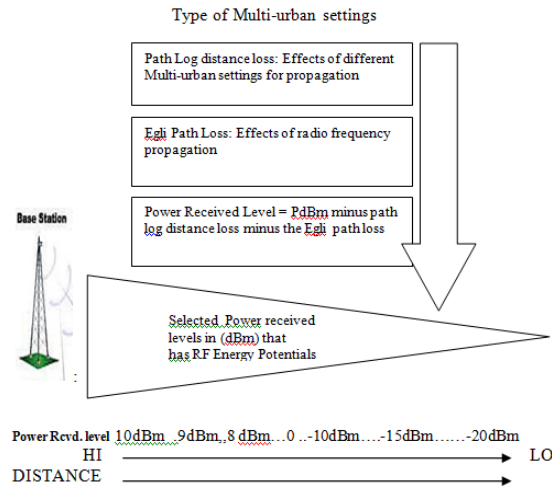 Type of Multi-urban settings
Path Log distance loss: Effects of different
Multi-urban settings for propagation
Egli Path Loss: Effects of radio frequency
propagation
Power Received Level = PdBm minus path
log distance loss minus the Egli path loss
Base Station
Selected Power received
levels in (dBm) that
has RF Energy Potentials
:
Power Rcvd. level 10dBm ..9dBm,,8 dBm…0 ..-10dBm….-15dBm……-20dBm
HI LO
DISTANCE